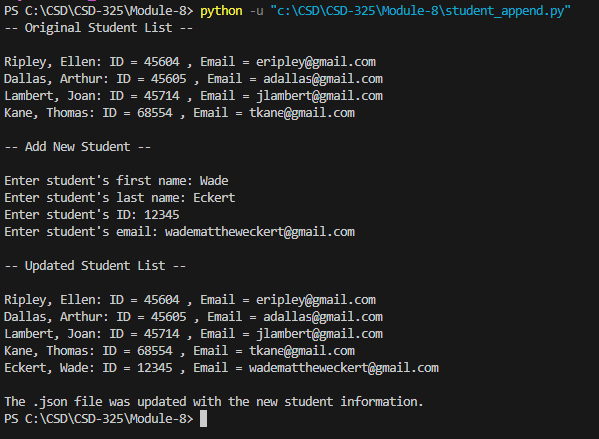 PS C:\CSD\CSD-325\Module-8> python -u "c:\CSD\CSD-325\Module-8\student_append.py"
-- Original Student List --
Ripley, Ellen: ID = 45604 , Email = eripley@gmail.com
Dallas, Arthur: ID = 45605 , Email = adallas@gmail.com
Lambert, Joan: ID = 45714 , Email = jlambert@gmail.com
Kane, Thomas: ID = 68554 , Email = tkane@gmail.com
-- Add New Student --
Enter student's first name: Wade
Enter student's last name: Eckert
Enter student's ID: 12345
Enter student's email: wademattheweckert@gmail.com
-- Updated Student List --
Ripley, Ellen: ID = 45604 , Email = eripley@gmail.com
Dallas, Arthur: ID = 45605 , Email = adallas@gmail.com
Lambert, Joan: ID = 45714 , Email = jlambert@gmail.com
Kane, Thomas: ID = 68554 , Email = tkane@gmail.com
Eckert, Wade: ID = 12345 , Email = wademattheweckert@gmail.com
The .json file was updated with the new student information.
PS C:\CSD\CSD-325\Module-8>